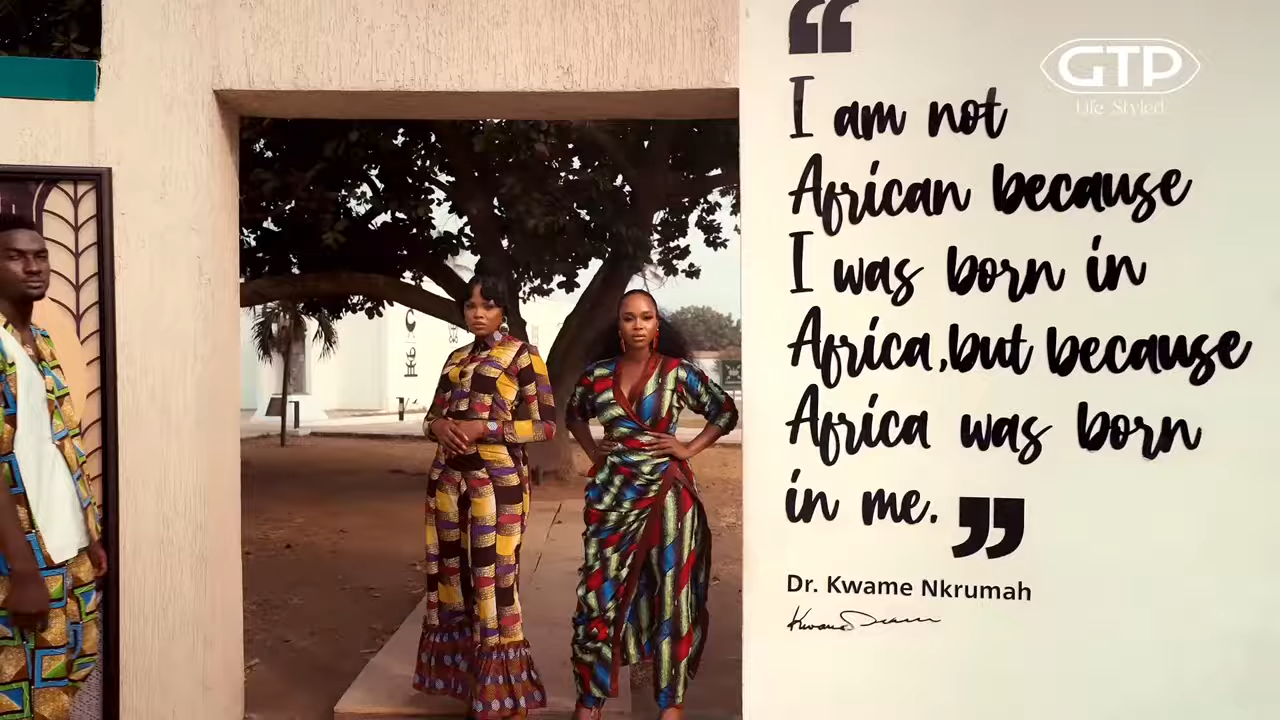 GTP
Life Styled
“
I am not
African because
I was born in
Africa, but because
Africa was born
in me. ”
Dr. Kwame Nkrumah